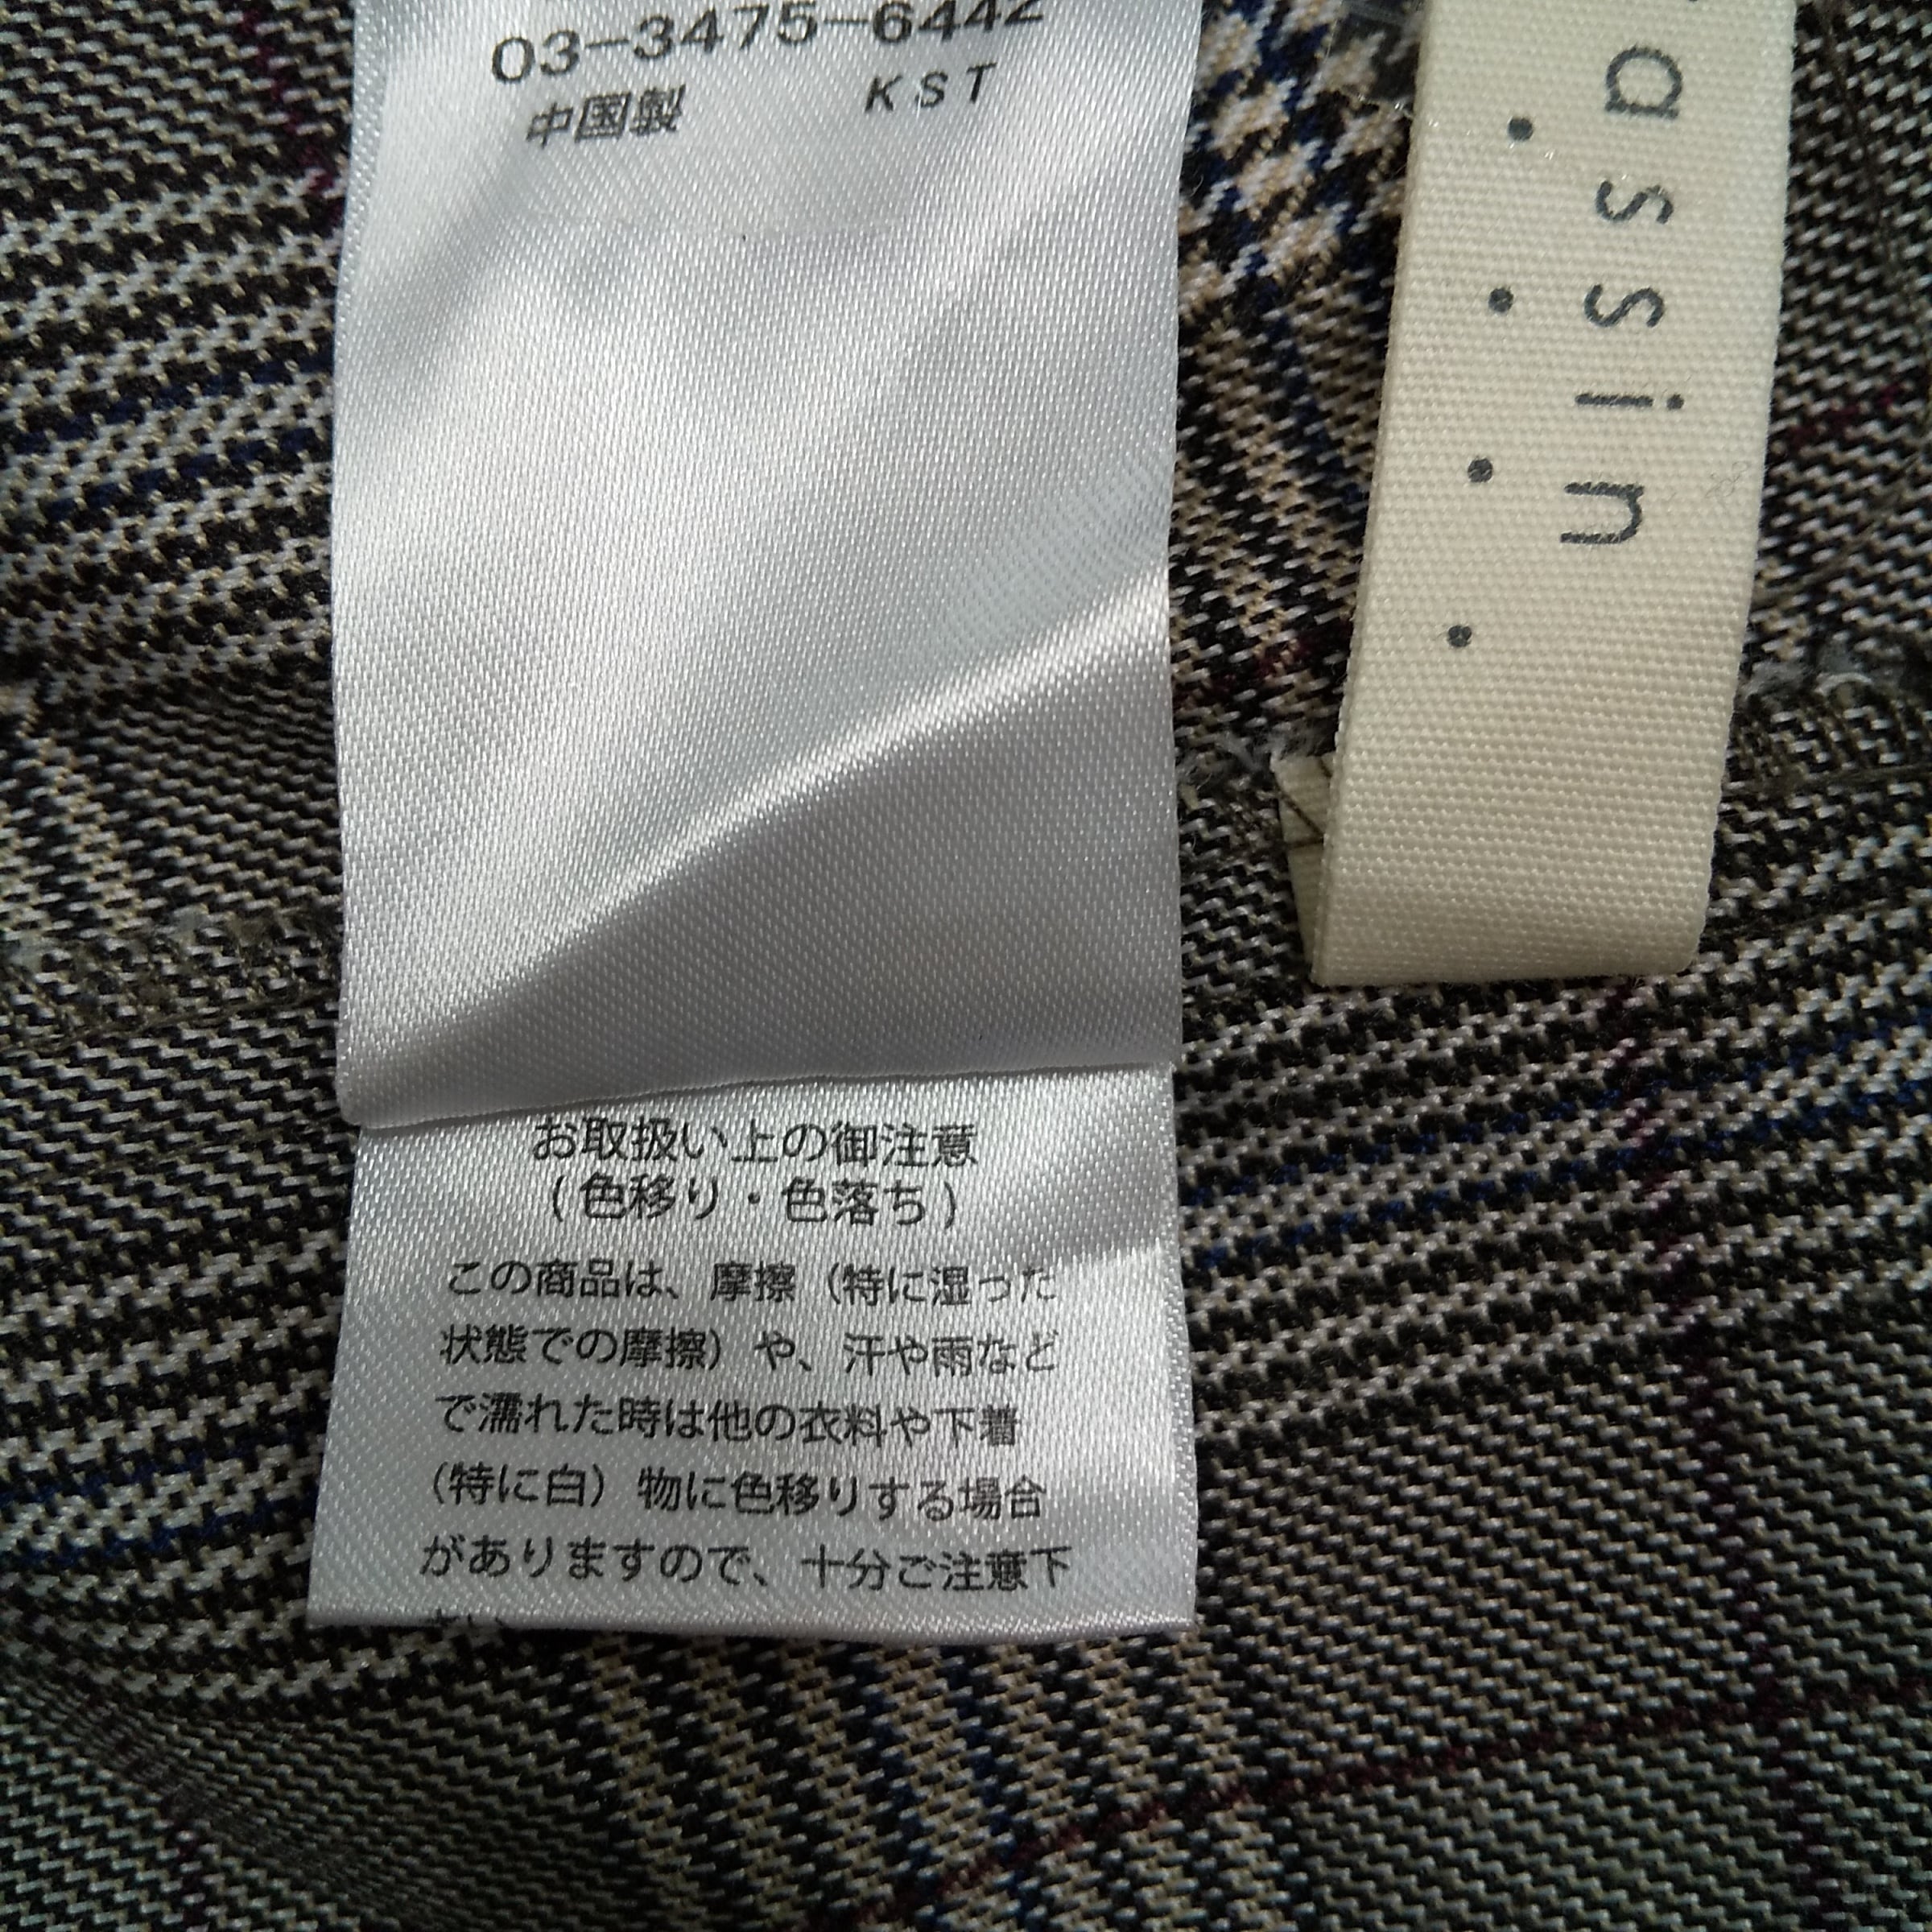 03-3475-6442
中国製 KST
お取扱い上の御注意
(色移り・色落ち)
この商品は、摩擦（特に湿った
状態での摩擦）や、汗や雨など
で濡れた時は他の衣料や下着
（特に白）物に色移りする場合
がありますので、十分ご注意下
さい
assin